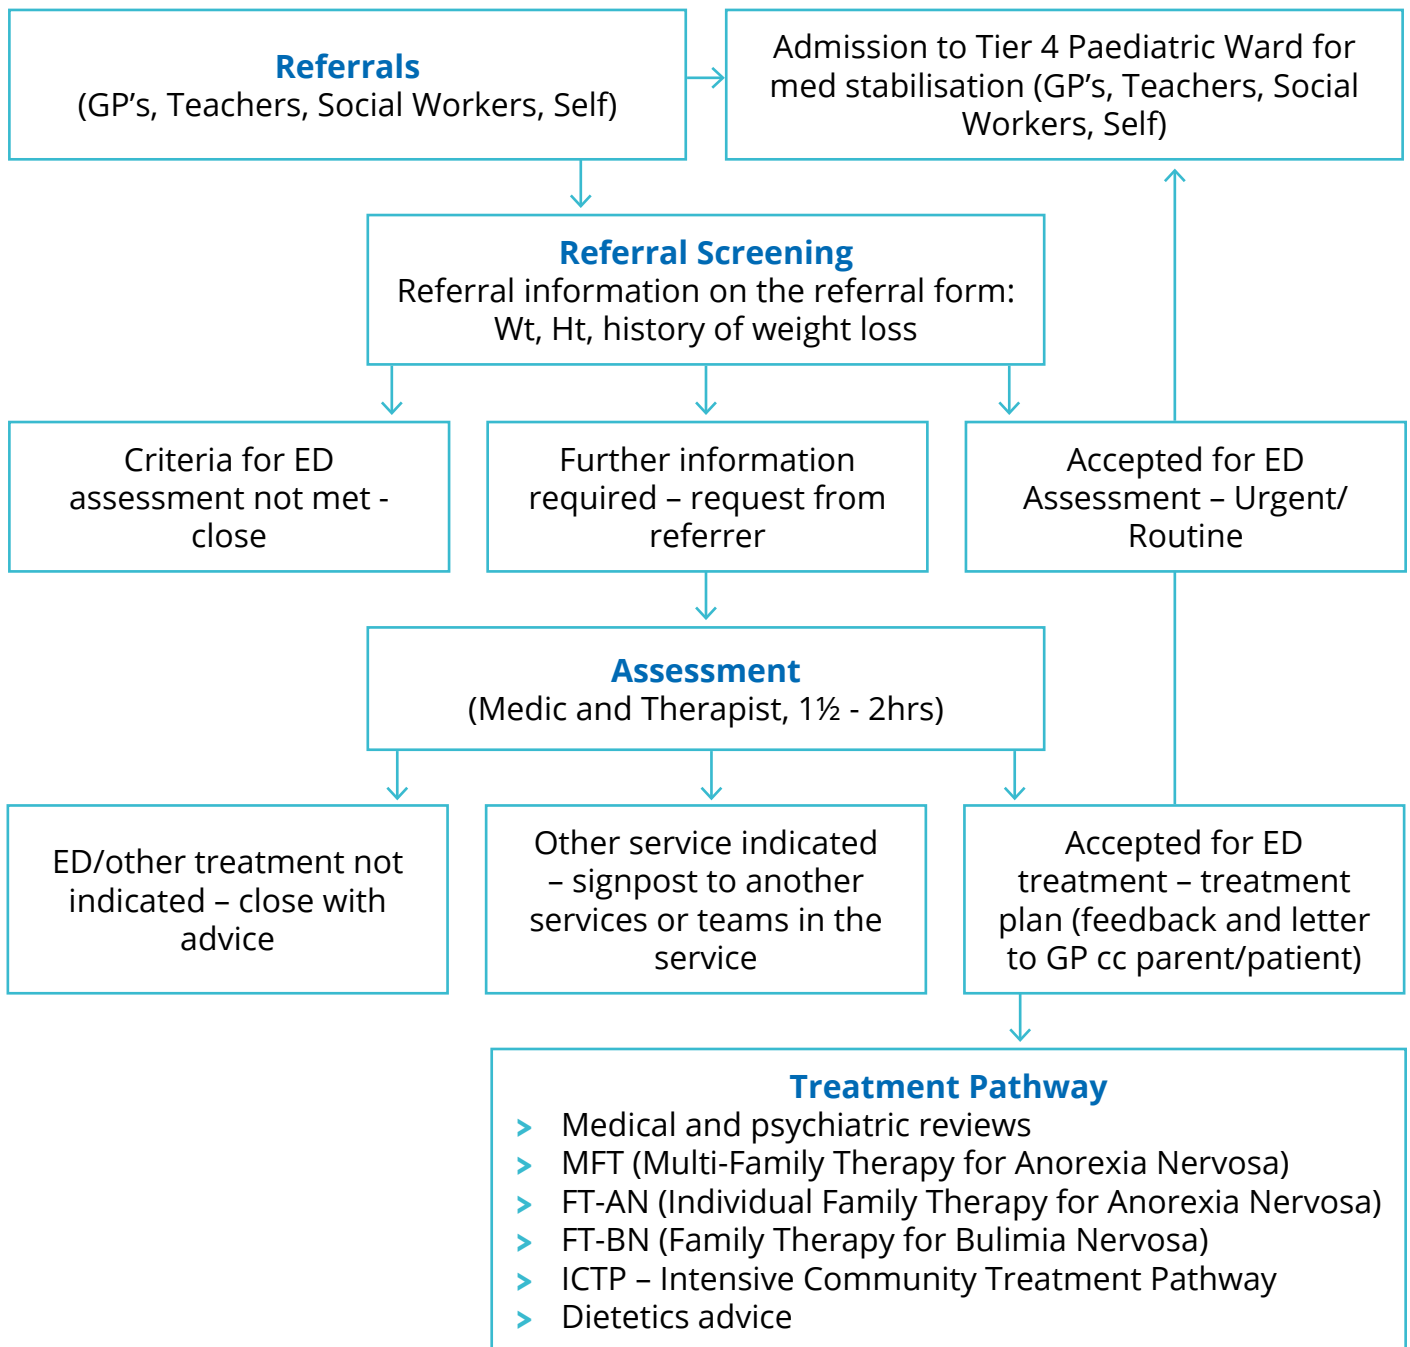 Referrals
(GP’s, Teachers, Social Workers, Self)
Admission to Tier 4 Paediatric Ward for
med stabilisation (GP’s, Teachers, Social
Workers, Self)
Referral Screening
Referral information on the referral form:
Wt, Ht, history of weight loss
Criteria for ED
assessment not met -
close
Further information
required – request from
referrer
Accepted for ED
Assessment – Urgent/
Routine
Assessment
(Medic and Therapist, 1½ - 2hrs)
ED/other treatment not
indicated – close with
advice
Other service indicated
– signpost to another
services or teams in the
service
Accepted for ED
treatment – treatment
plan (feedback and letter
to GP cc parent/patient)
Treatment Pathway
> Medical and psychiatric reviews
> MFT (Multi-Family Therapy for Anorexia Nervosa)
> FT-AN (Individual Family Therapy for Anorexia Nervosa)
> FT-BN (Family Therapy for Bulimia Nervosa)
> ICTP – Intensive Community Treatment Pathway
> Dietetics advice